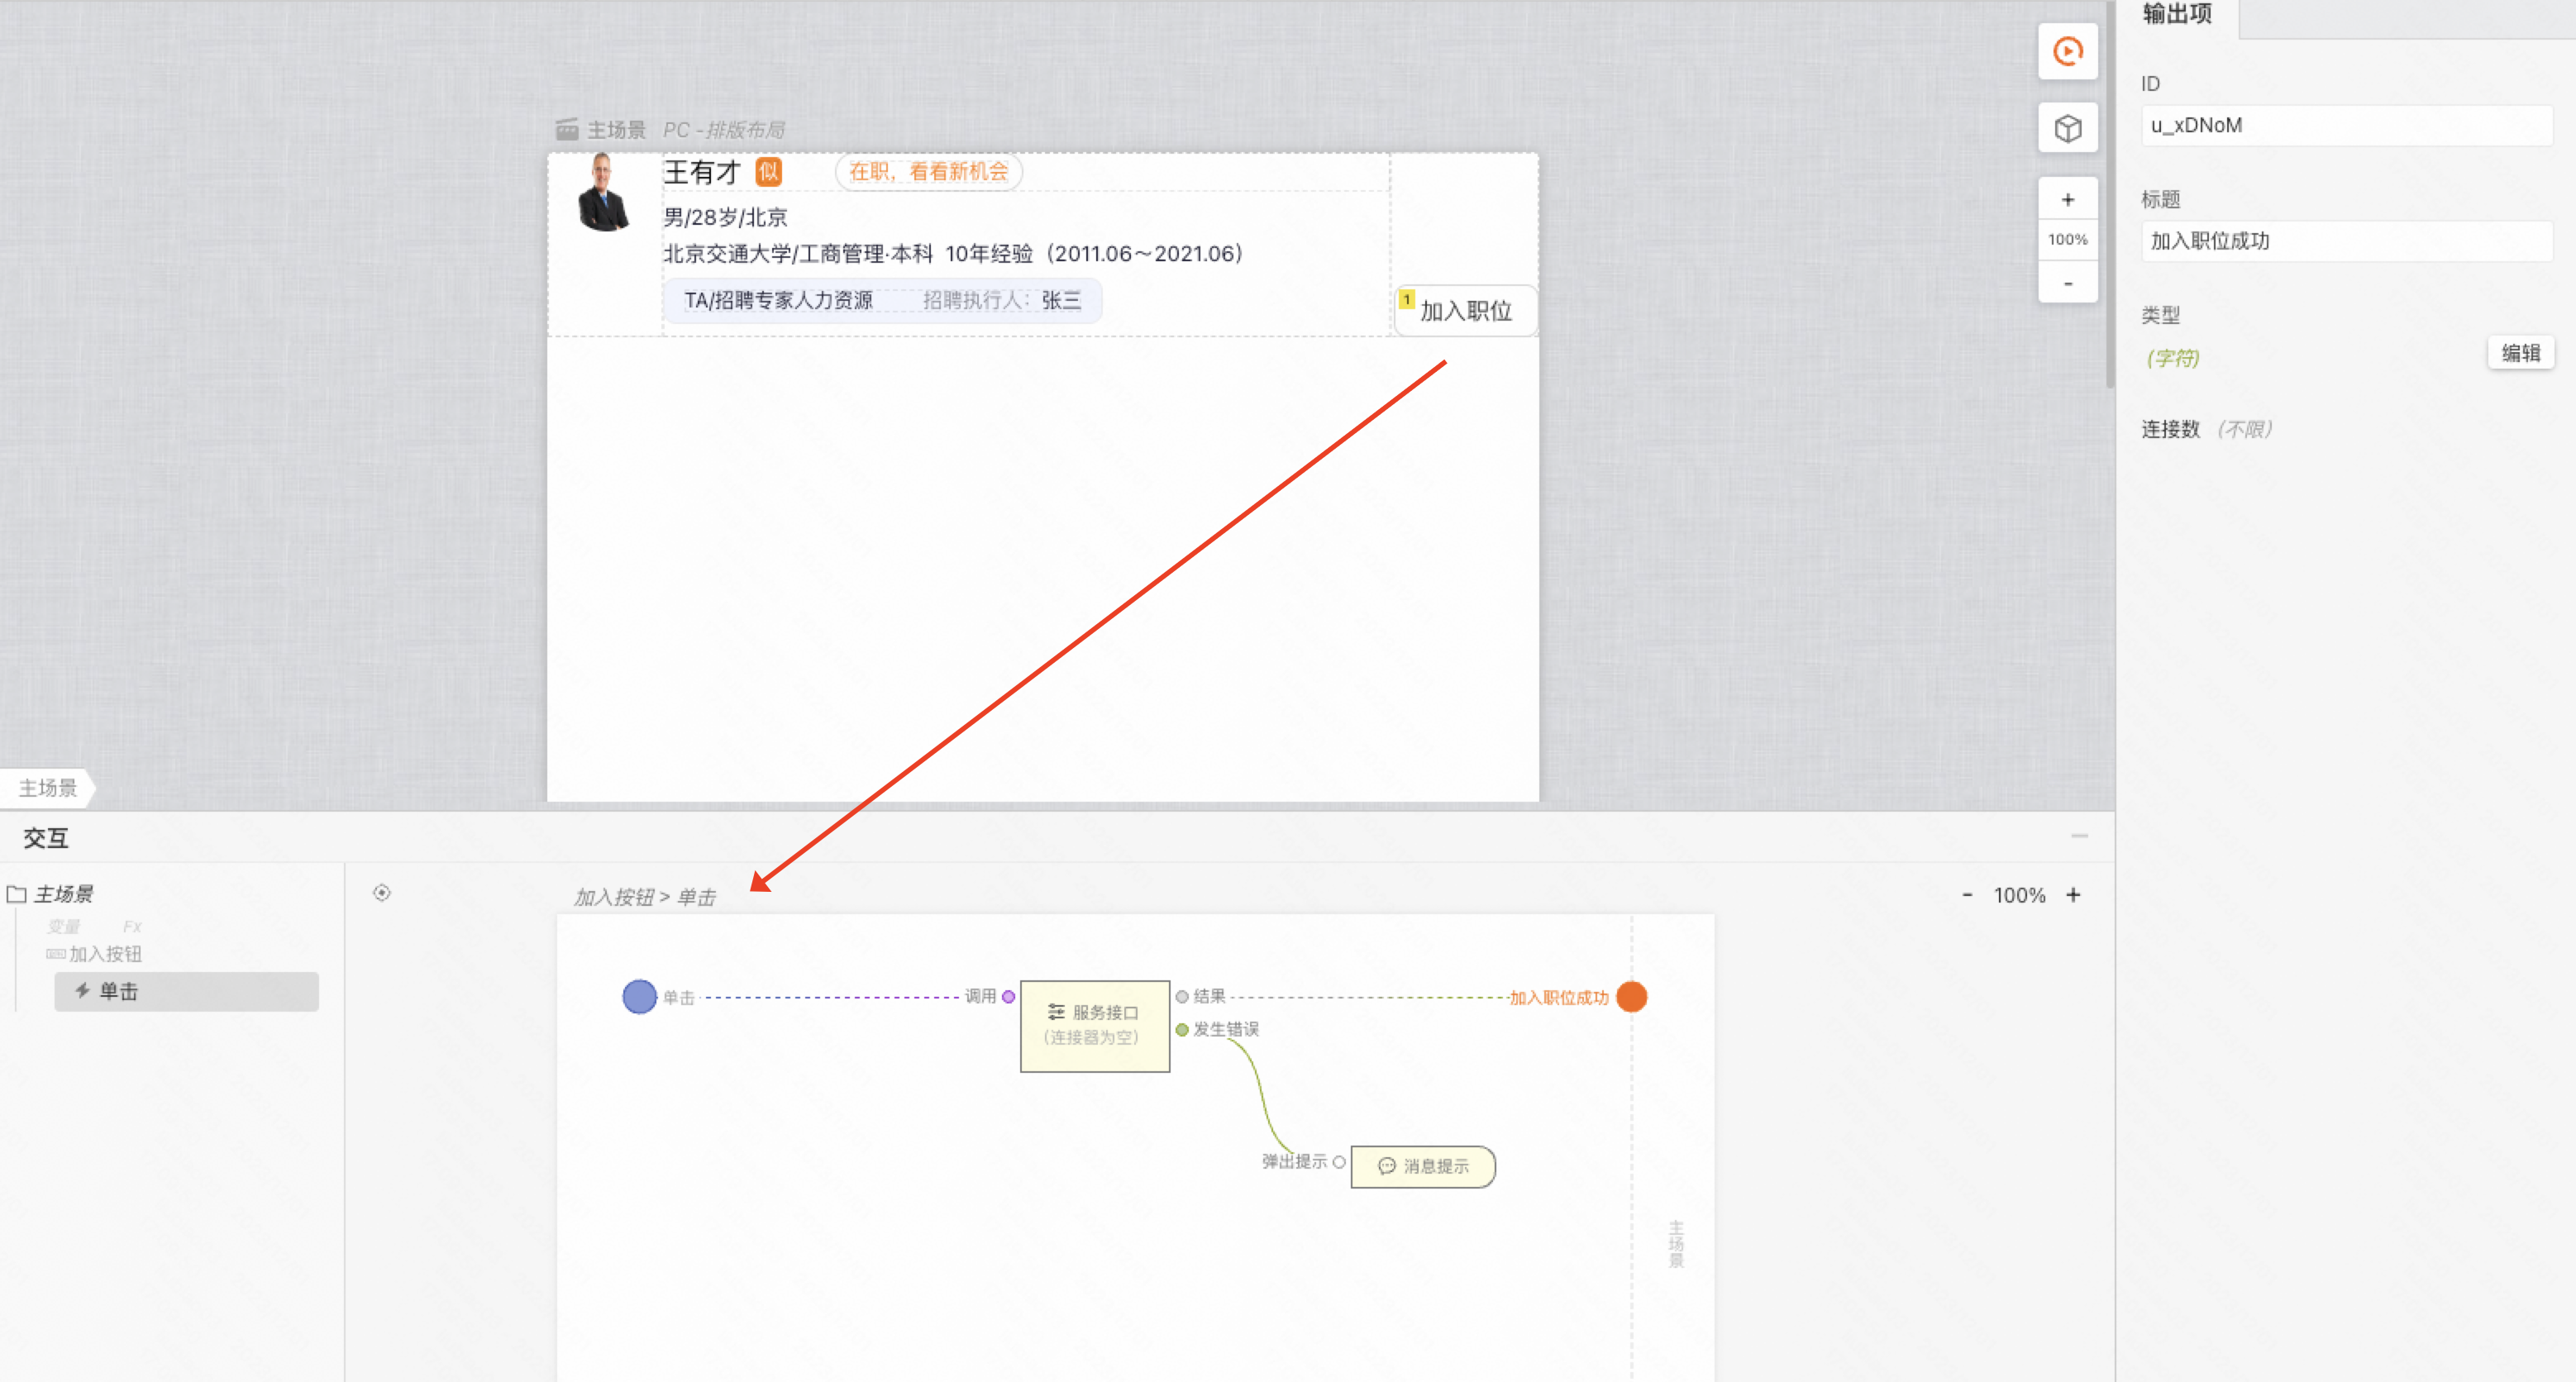 主场景 PC -排版布局
王有才 似 在职，看看新机会
男/28岁/北京
北京交通大学/工商管理·本科 10年经验（2011.06～2021.06）
TA/招聘专家人力资源 招聘执行人：张三
1 加入职位
+
100%
-
主场景
输出项
ID
u_xDNoM
标题
加入职位成功
类型
(字符) 编辑
连接数 (不限)
交互
主场景
变量 Fx
加入按钮
单击
加入按钮 > 单击
- 100% +
单击 调用 服务接口 结果 加入职位成功
(连接器为空) 发生错误
弹出提示 消息提示
主场景